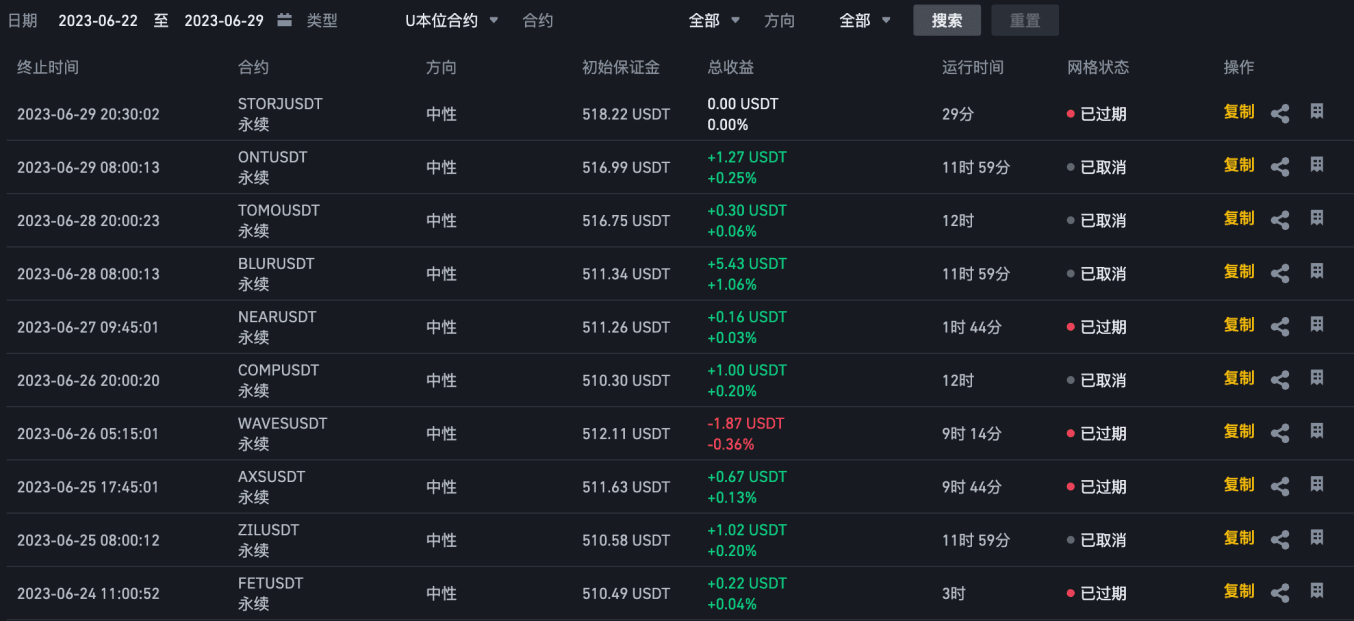 日期 2023-06-22 至 2023-06-29 类型 U本位合约 合约 全部 方向 全部 搜索 重置
终止时间 合约 方向 初始保证金 总收益 运行时间 网格状态 操作
2023-06-29 20:30:02 STORJUSDT 永续 中性 518.22 USDT 0.00 USDT 0.00% 29分 已过期 复制
2023-06-29 08:00:13 ONTUSDT 永续 中性 516.99 USDT +1.27 USDT +0.25% 11时 59分 已取消 复制
2023-06-28 20:00:23 TOMOUSDT 永续 中性 516.75 USDT +0.30 USDT +0.06% 12时 已取消 复制
2023-06-28 08:00:13 BLURUSDT 永续 中性 511.34 USDT +5.43 USDT +1.06% 11时 59分 已取消 复制
2023-06-27 09:45:01 NEARUSDT 永续 中性 511.26 USDT +0.16 USDT +0.03% 1时 44分 已过期 复制
2023-06-26 20:00:20 COMPUSDT 永续 中性 510.30 USDT +1.00 USDT +0.20% 12时 已取消 复制
2023-06-26 05:15:01 WAVESUSDT 永续 中性 512.11 USDT -1.87 USDT -0.36% 9时 14分 已过期 复制
2023-06-25 17:45:01 AXSUSDT 永续 中性 511.63 USDT +0.67 USDT +0.13% 9时 44分 已过期 复制
2023-06-25 08:00:12 ZILUSDT 永续 中性 510.58 USDT +1.02 USDT +0.20% 11时 59分 已取消 复制
2023-06-24 11:00:52 FETUSDT 永续 中性 510.49 USDT +0.22 USDT +0.04% 3时 已过期 复制